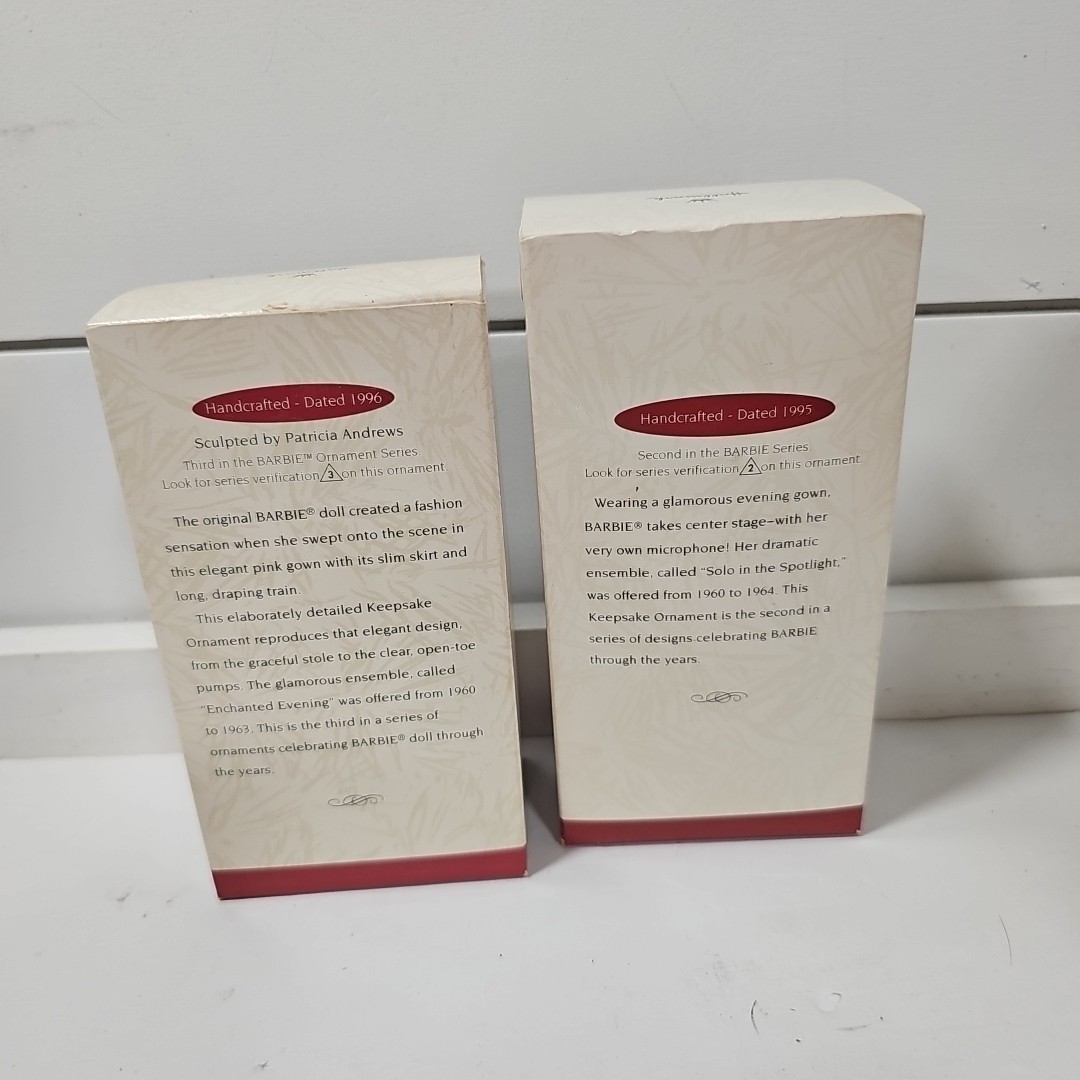 Handcrafted - Dated 1996
Sculpted by Patricia Andrews
Third in the BARBIE™ Ornament Series
Look for series verification 3 on this ornament.
The original BARBIE® doll created a fashion
sensation when she swept onto the scene in
this elegant pink gown with its slim skirt and
long, draping train.
This elaborately detailed Keepsake
Ornament reproduces that elegant design,
from the graceful stole to the clear, open-toe
pumps. The glamorous ensemble, called
"Enchanted Evening" was offered from 1960
to 1963. This is the third in a series of
ornaments celebrating BARBIE® doll through
the years.
Hallmark
Handcrafted - Dated 1995
Second in the BARBIE Series
Look for series verification 2 on this ornament.
Wearing a glamorous evening gown,
BARBIE® takes center stage–with her
very own microphone! Her dramatic
ensemble, called "Solo in the Spotlight,"
was offered from 1960 to 1964. This
Keepsake Ornament is the second in a
series of designs celebrating BARBIE
through the years.